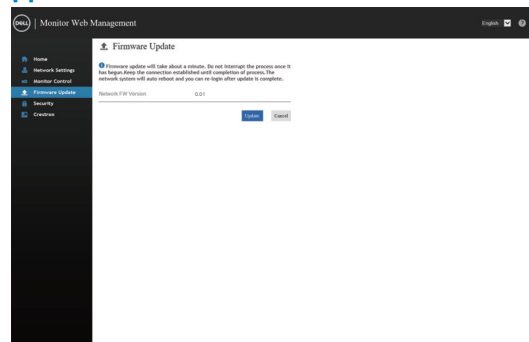 DELL | Monitor Web Management
English
Firmware Update
Home
Network Settings
Monitor Control
Firmware Update
Security
Crestron
Firmware update will take about a minute. Do not interrupt the process once it
has begun.Keep the connection established until completion of process.The
network system will auto reboot and you can re-login after update is complete.
Network FW Version 0.01
Update Cancel